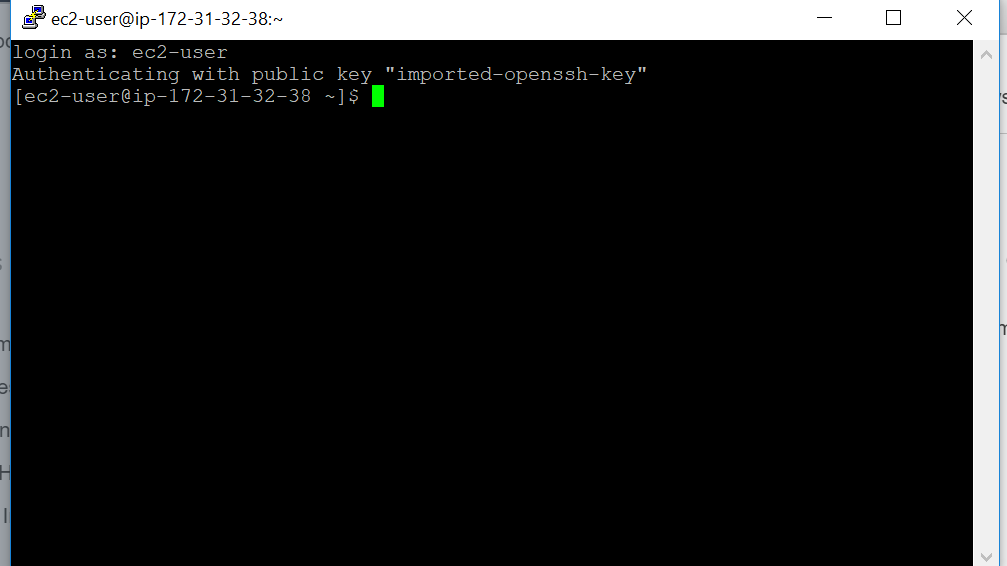 ec2-user@ip-172-31-32-38:~
login as: ec2-user
Authenticating with public key "imported-openssh-key"
[ec2-user@ip-172-31-32-38 ~]$